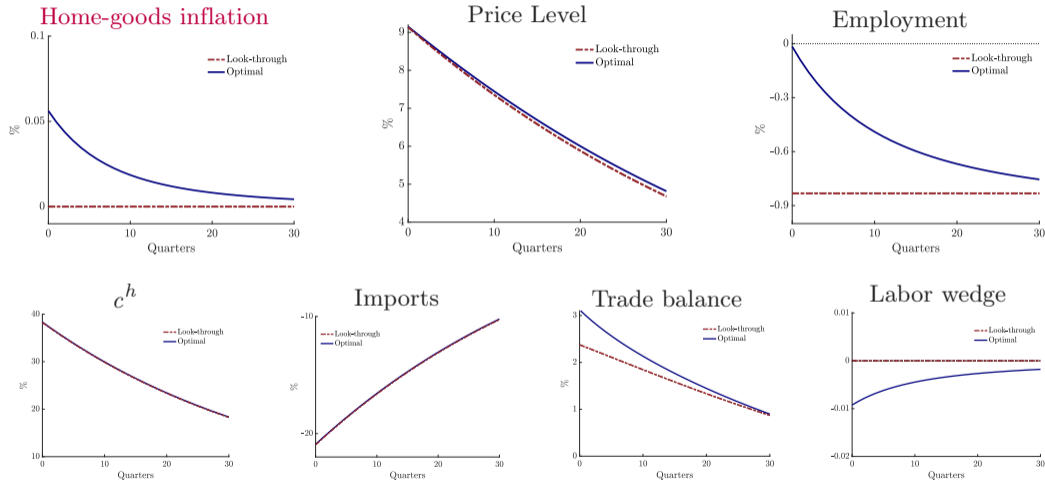 Home-goods inflation
0.1
0.05
0
%
0
10
20
30
Quarters
Look-through
Optimal
Price Level
9
8
7
6
5
4
%
0
10
20
30
Quarters
Look-through
Optimal
Employment
0
-0.3
-0.6
-0.9
%
0
10
20
30
Quarters
Look-through
Optimal
c^h
40
30
20
10
%
0
10
20
30
Quarters
Look-through
Optimal
Imports
-10
-20
%
0
10
20
30
Quarters
Look-through
Optimal
Trade balance
3
2
1
0
%
0
10
20
30
Quarters
Look-through
Optimal
Labor wedge
0.01
0
-0.01
-0.02
%
0
10
20
30
Quarters
Look-through
Optimal